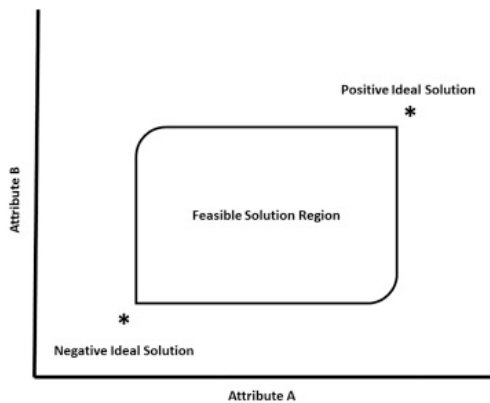 Positive Ideal Solution
*
Attribute B
Feasible Solution Region
*
Negative Ideal Solution
Attribute A